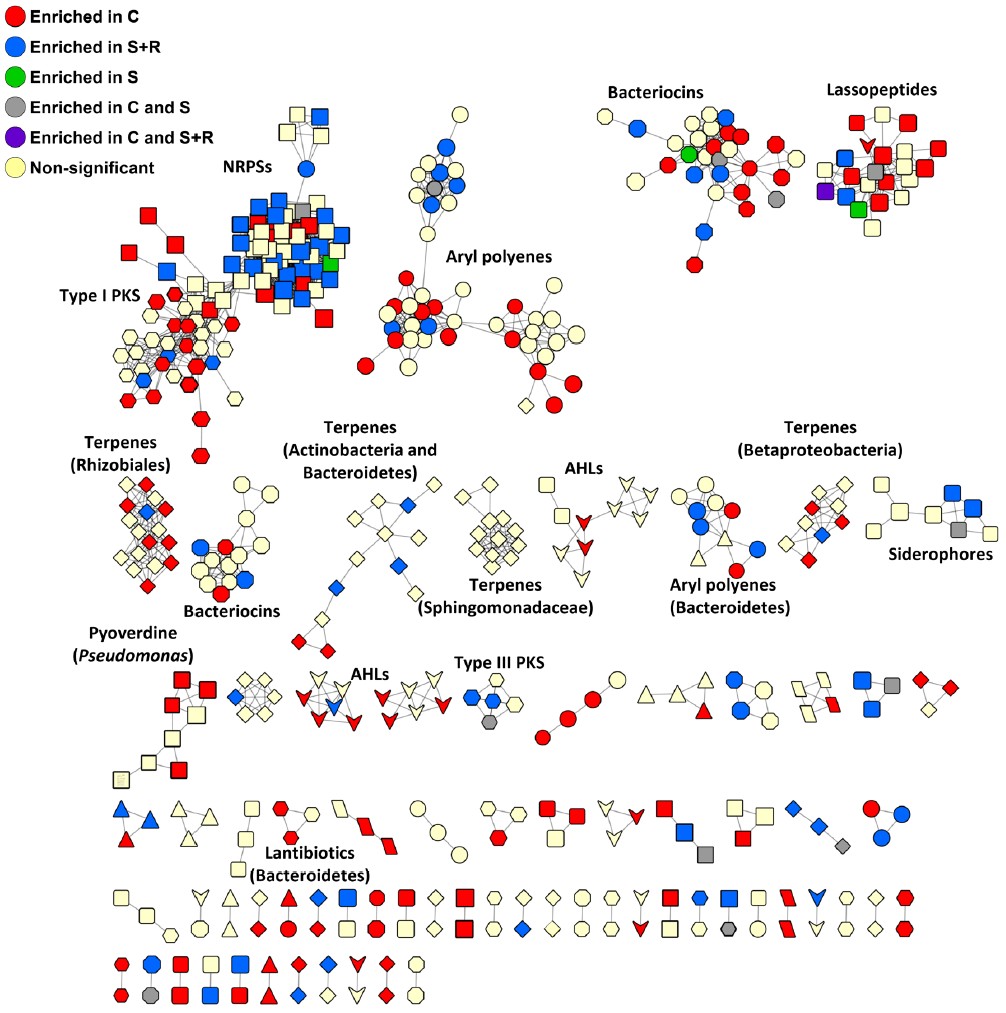 Enriched in C
Enriched in S+R
Enriched in S
Enriched in C and S
Enriched in C and S+R
Non-significant
NRPSs
Bacteriocins
Lassopeptides
Aryl polyenes
Type I PKS
Terpenes
(Rhizobiales)
Terpenes
(Actinobacteria and
Bacteroidetes)
AHLs
Terpenes
(Betaproteobacteria)
Siderophores
Bacteriocins
Terpenes
(Sphingomonadaceae)
Aryl polyenes
(Bacteroidetes)
Pyoverdine
(Pseudomonas)
AHLs
Type III PKS
Lantibiotics
(Bacteroidetes)